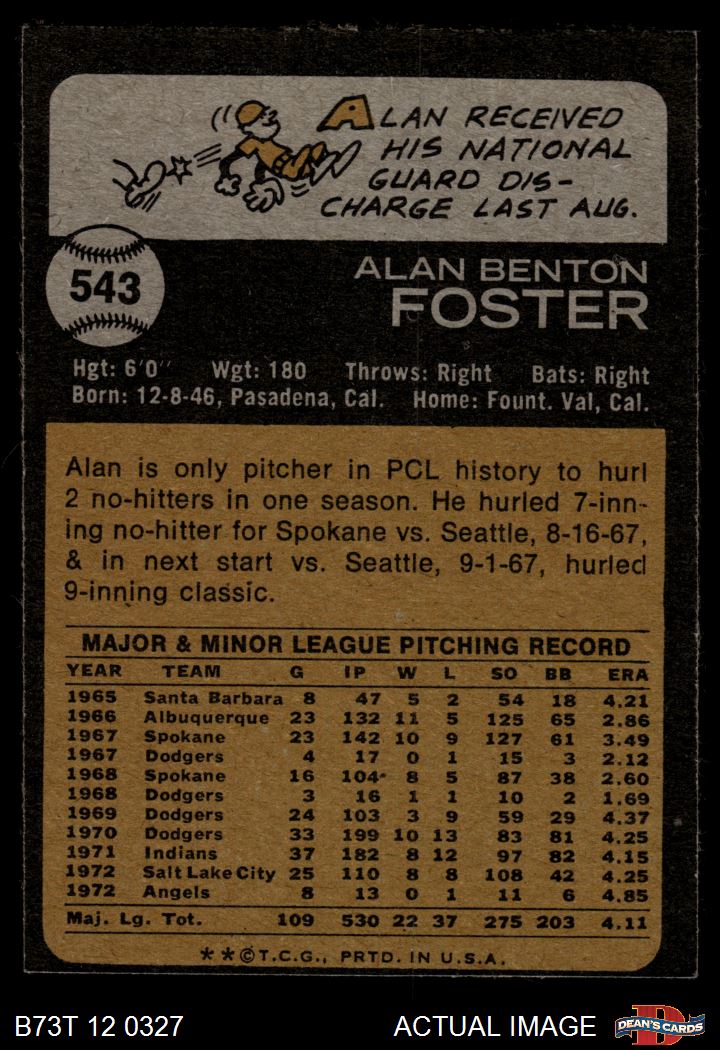 ALAN RECEIVED
HIS NATIONAL
GUARD DIS-
CHARGE LAST AUG.
543
ALAN BENTON
FOSTER
Hgt: 6'0" Wgt: 180 Throws: Right Bats: Right
Born: 12-8-46, Pasadena, Cal. Home: Fount. Val, Cal.
Alan is only pitcher in PCL history to hurl
2 no-hitters in one season. He hurled 7-inn-
ing no-hitter for Spokane vs. Seattle, 8-16-67,
& in next start vs. Seattle, 9-1-67, hurled
9-inning classic.
MAJOR & MINOR LEAGUE PITCHING RECORD
YEAR TEAM G IP W L SO BB ERA
1965 Santa Barbara 8 47 5 2 54 18 4.21
1966 Albuquerque 23 132 11 5 125 65 2.86
1967 Spokane 23 142 10 9 127 61 3.49
1967 Dodgers 4 17 0 1 15 3 2.12
1968 Spokane 16 104 8 5 87 38 2.60
1968 Dodgers 3 16 1 1 10 2 1.69
1969 Dodgers 24 103 3 9 59 29 4.37
1970 Dodgers 33 199 10 13 83 81 4.25
1971 Indians 37 182 8 12 97 82 4.15
1972 Salt Lake City 25 110 8 8 108 42 4.25
1972 Angels 8 13 0 1 11 6 4.85
Maj. Lg. Tot. 109 530 22 37 275 203 4.11
**©T.C.G., PRTD. IN U.S.A.
B73T 12 0327 ACTUAL IMAGE DEAN'S CARDS